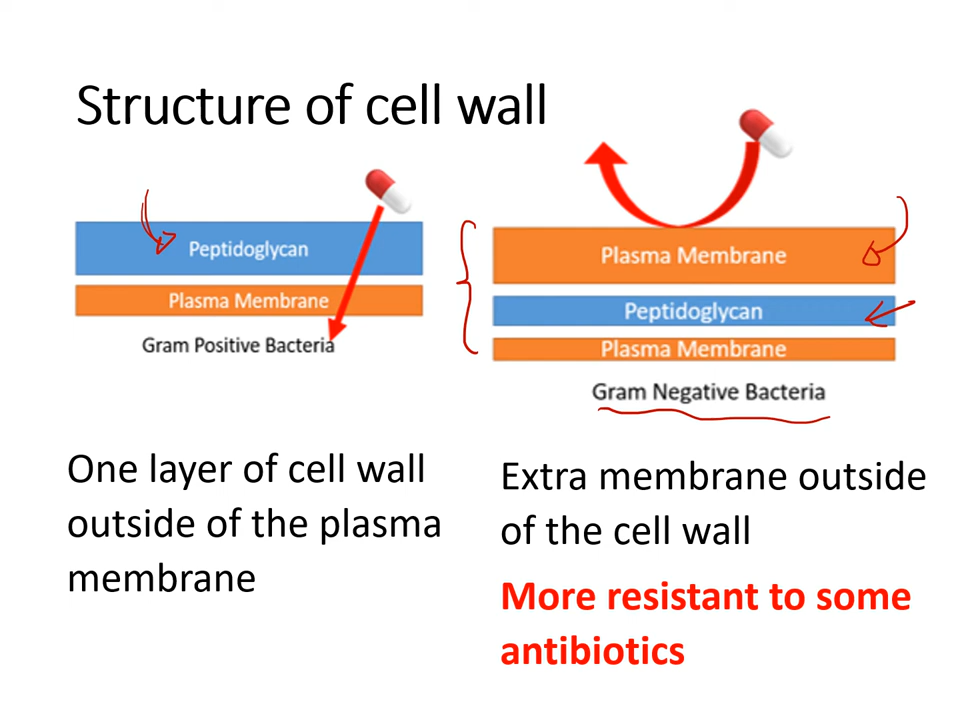 Structure of cell wall
Peptidoglycan
Plasma Membrane
Gram Positive Bacteria
Plasma Membrane
Peptidoglycan
Plasma Membrane
Gram Negative Bacteria
One layer of cell wall
outside of the plasma
membrane
Extra membrane outside
of the cell wall
More resistant to some
antibiotics